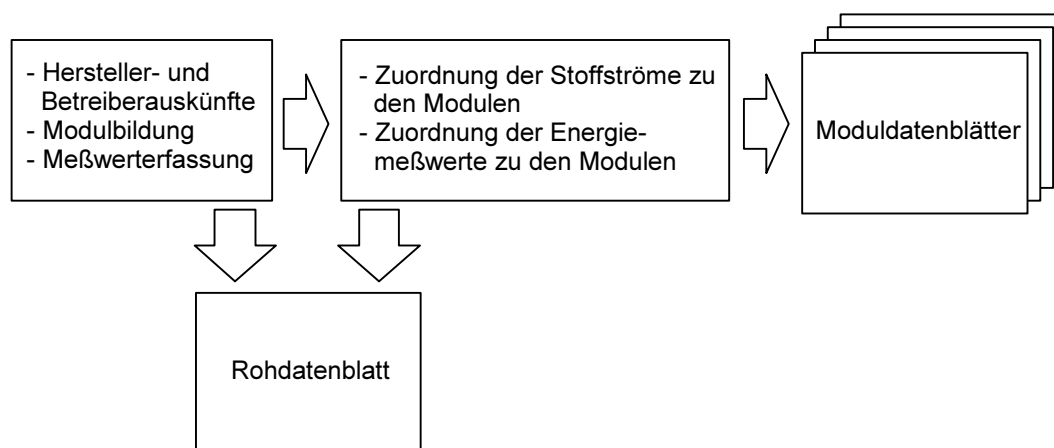 - Hersteller- und
Betreiberauskünfte
- Modulbildung
- Meßwerterfassung
- Zuordnung der Stoffströme zu
den Modulen
- Zuordnung der Energie-
meßwerte zu den Modulen
Moduldatenblätter
Rohdatenblatt